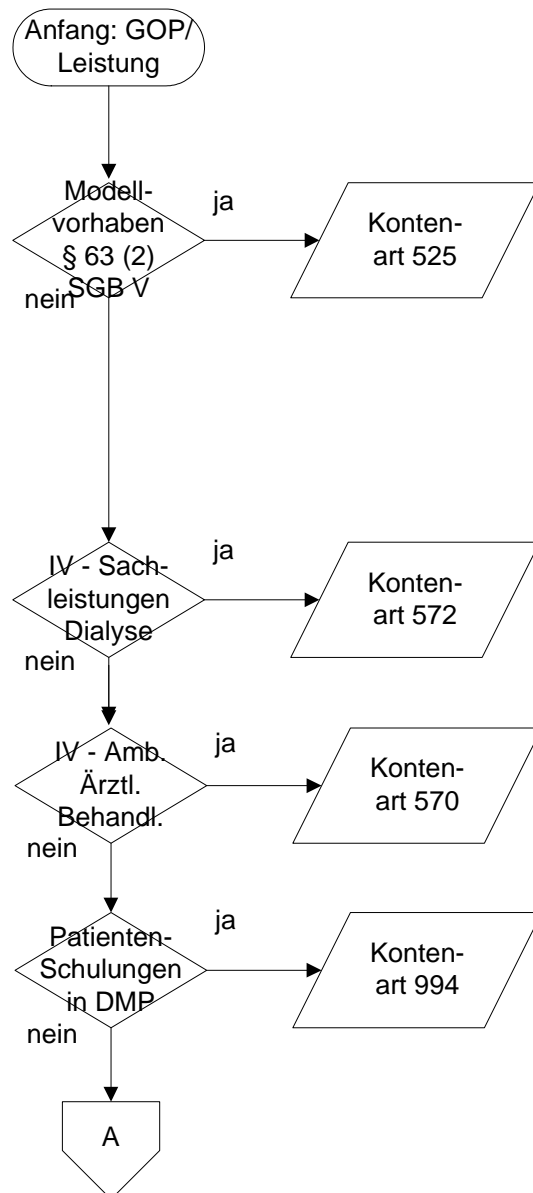 Anfang: GOP/
Leistung
Modell-
vorhaben
§ 63 (2)
SGB V
ja
Konten-
art 525
nein
IV - Sach-
leistungen
Dialyse
ja
Konten-
art 572
nein
IV - Amb.
Ärztl.
Behandl.
ja
Konten-
art 570
nein
Patienten-
Schulungen
in DMP
ja
Konten-
art 994
nein
A